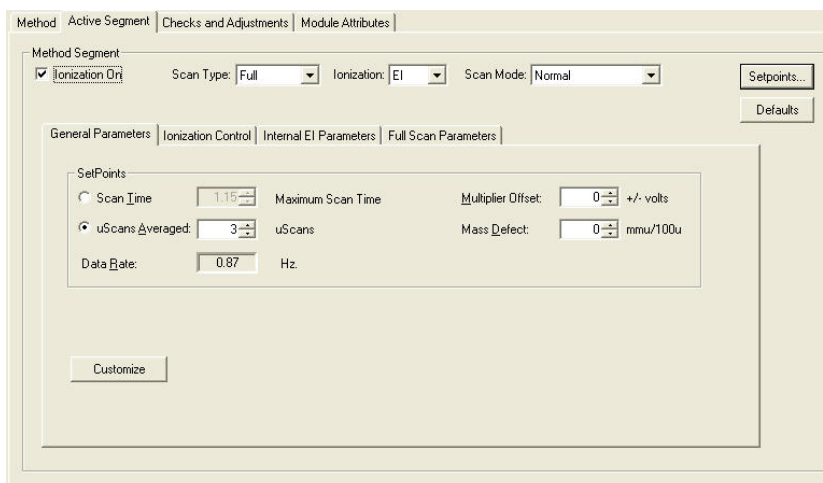 Method Active Segment Checks and Adjustments Module Attributes
Method Segment
Ionization On Scan Type: Full Ionization: EI Scan Mode: Normal Setpoints...
Defaults
General Parameters Ionization Control Internal EI Parameters Full Scan Parameters
SetPoints
Scan Time 1.15 Maximum Scan Time Multiplier Offset: 0 +/- volts
uScans Averaged: 3 uScans Mass Defect: 0 mmu/100u
Data Rate: 0.87 Hz.
Customize